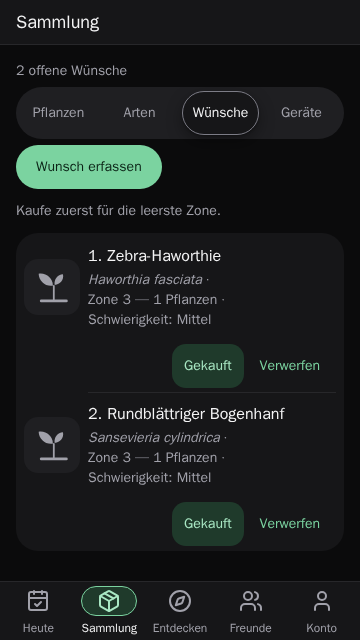 Sammlung
2 offene Wünsche
Pflanzen Arten Wünsche Geräte
Wunsch erfassen
Kaufe zuerst für die leerste Zone.
1. Zebra-Haworthie
Haworthia fasciata ·
Zone 3 — 1 Pflanzen ·
Schwierigkeit: Mittel
Gekauft Verwerfen
2. Rundblättriger Bogenhanf
Sansevieria cylindrica ·
Zone 3 — 1 Pflanzen ·
Schwierigkeit: Mittel
Gekauft Verwerfen
Heute Sammlung Entdecken Freunde Konto